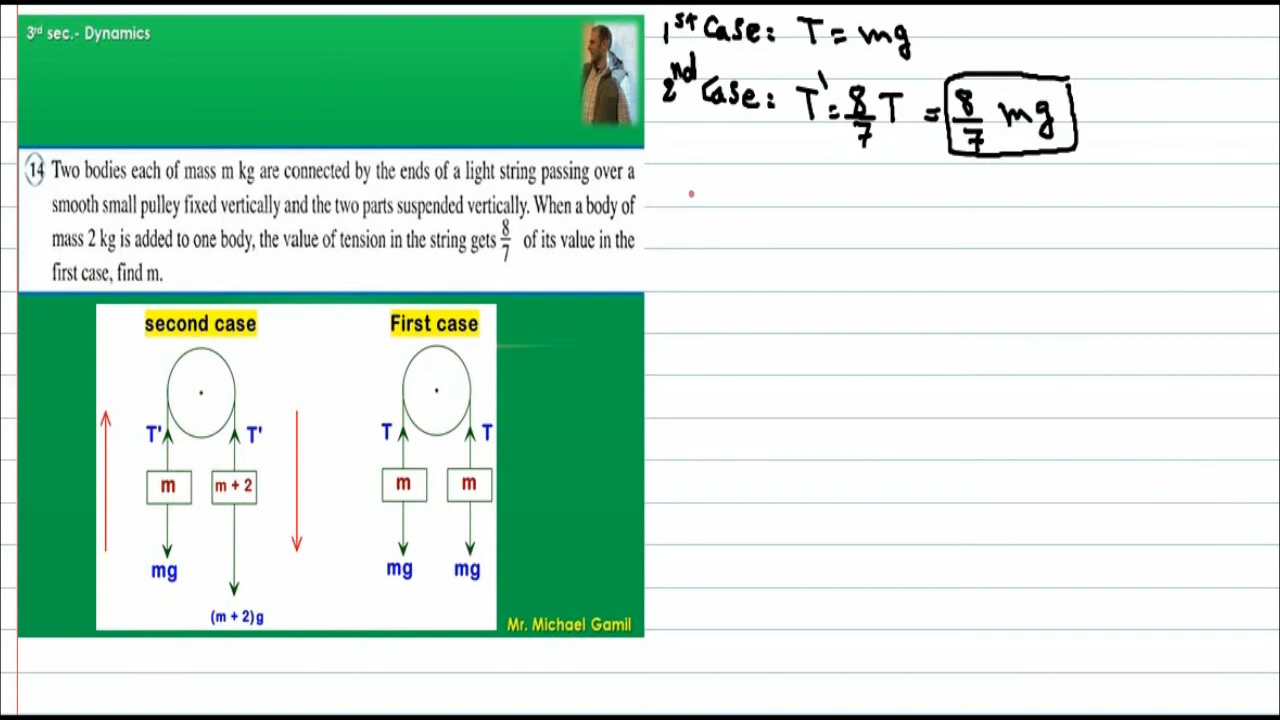 3rd sec.- Dynamics
14 Two bodies each of mass m kg are connected by the ends of a light string passing over a
smooth small pulley fixed vertically and the two parts suspended vertically. When a body of
mass 2 kg is added to one body, the value of tension in the string gets 8/7 of its value in the
first case, find m.
second case
First case
T' T'
T T
m m + 2
m m
mg
mg mg
(m + 2)g
Mr. Michael Gamil
1st Case: T = mg
2nd Case: T' = 8/7 T = 8/7 mg